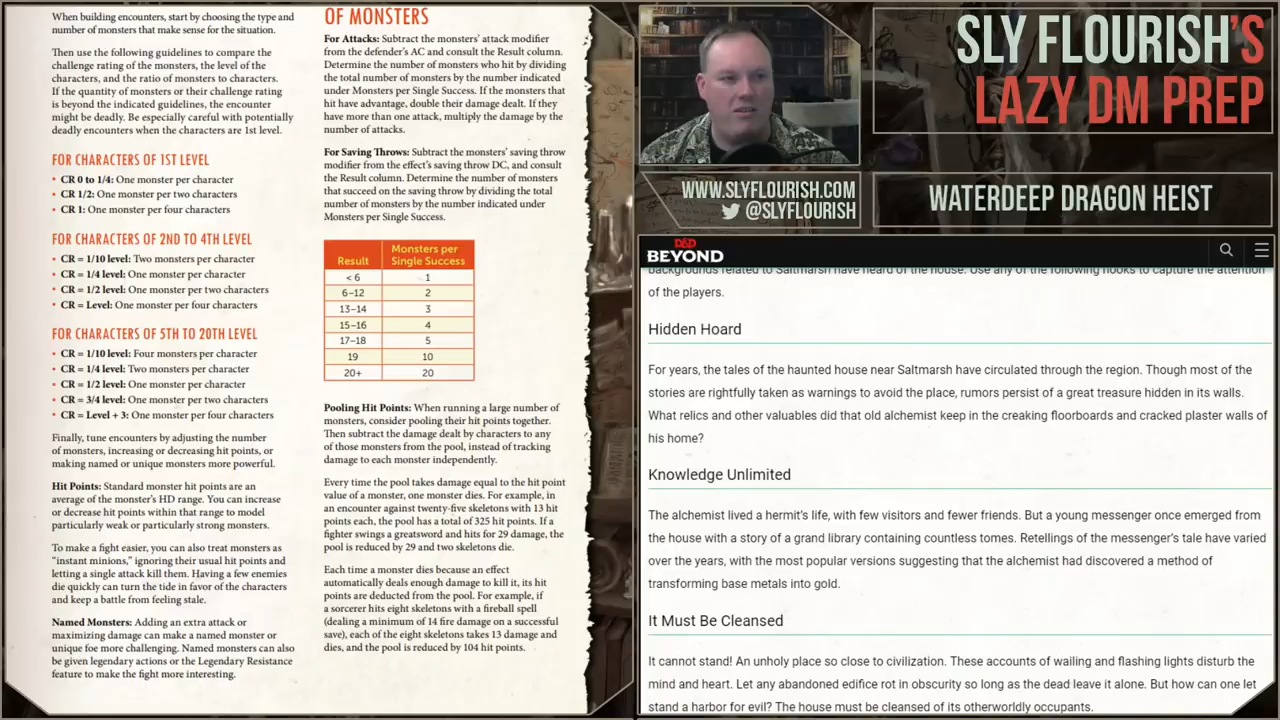 When building encounters, start by choosing the type and
number of monsters that make sense for the situation.
Then use the following guidelines to compare the
challenge rating of the monsters, the level of the
characters, and the ratio of monsters to characters.
If the quantity of monsters or their challenge rating
is beyond the indicated guidelines, the encounter
might be deadly. Be especially careful with potentially
deadly encounters when the characters are 1st level.
FOR CHARACTERS OF 1ST LEVEL
• CR 0 to 1/4: One monster per character
• CR 1/2: One monster per two characters
• CR 1: One monster per four characters
FOR CHARACTERS OF 2ND TO 4TH LEVEL
• CR = 1/10 level: Two monsters per character
• CR = 1/4 level: One monster per character
• CR = 1/2 level: One monster per two characters
• CR = Level: One monster per four characters
FOR CHARACTERS OF 5TH TO 20TH LEVEL
• CR = 1/10 level: Four monsters per character
• CR = 1/4 level: Two monsters per character
• CR = 1/2 level: One monster per character
• CR = 3/4 level: One monster per two characters
• CR = Level + 3: One monster per four characters
Finally, tune encounters by adjusting the number
of monsters, increasing or decreasing hit points, or
making named or unique monsters more powerful.
Hit Points: Standard monster hit points are an
average of the monster's HD range. You can increase
or decrease hit points within that range to model
particularly weak or particularly strong monsters.
To make a fight easier, you can also treat monsters as
“instant minions,” ignoring their usual hit points and
letting a single attack kill them. Having a few enemies
die quickly can turn the tide in favor of the characters
and keep a battle from feeling stale.
Named Monsters: Adding an extra attack or
maximizing damage can make a named monster or
unique foe more challenging. Named monsters can also
be given legendary actions or the Legendary Resistance
feature to make the fight more interesting.
OF MONSTERS
For Attacks: Subtract the monsters' attack modifier
from the defender's AC and consult the Result column.
Determine the number of monsters who hit by dividing
the total number of monsters by the number indicated
under Monsters per Single Success. If the monsters that
hit have advantage, double their damage dealt. If they
have more than one attack, multiply the damage by the
number of attacks.
For Saving Throws: Subtract the monsters' saving throw
modifier from the effect's saving throw DC, and consult
the Result column. Determine the number of monsters
that succeed on the saving throw by dividing the total
number of monsters by the number indicated under
Monsters per Single Success.
Result Monsters per Single Success
< 6 1
6–12 2
13–14 3
15–16 4
17–18 5
19 10
20+ 20
Pooling Hit Points: When running a large number of
monsters, consider pooling their hit points together.
Then subtract the damage dealt by characters to any
of those monsters from the pool, instead of tracking
damage to each monster independently.
Every time the pool takes damage equal to the hit point
value of a monster, one monster dies. For example, in
an encounter against twenty-five skeletons with 13 hit
points each, the pool has a total of 325 hit points. If a
fighter swings a greatsword and hits for 29 damage, the
pool is reduced by 29 and two skeletons die.
Each time a monster dies because an effect
automatically deals enough damage to kill it, its hit
points are deducted from the pool. For example, if
a sorcerer hits eight skeletons with a fireball spell
(dealing a minimum of 14 fire damage on a successful
save), each of the eight skeletons takes 13 damage and
dies, and the pool is reduced by 104 hit points.
SLY FLOURISH'S
LAZY DM PREP
WWW.SLYFLOURISH.COM
@SLYFLOURISH
WATERDEEP DRAGON HEIST
D&D
BEYOND
backgrounds related to Saltmarsh have heard of the house. Use any of the following hooks to capture the attention
of the players.
Hidden Hoard
For years, the tales of the haunted house near Saltmarsh have circulated through the region. Though most of the
stories are rightfully taken as warnings to avoid the place, rumors persist of a great treasure hidden in its walls.
What relics and other valuables did that old alchemist keep in the creaking floorboards and cracked plaster walls of
his home?
Knowledge Unlimited
The alchemist lived a hermit's life, with few visitors and fewer friends. But a young messenger once emerged from
the house with a story of a grand library containing countless tomes. Retellings of the messenger's tale have varied
over the years, with the most popular versions suggesting that the alchemist had discovered a method of
transforming base metals into gold.
It Must Be Cleansed
It cannot stand! An unholy place so close to civilization. These accounts of wailing and flashing lights disturb the
mind and heart. Let any abandoned edifice rot in obscurity so long as the dead leave it alone. But how can one let
stand a harbor for evil? The house must be cleansed of its otherworldly occupants.